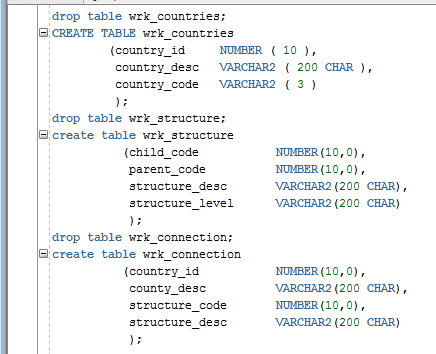 drop table wrk_countries;
CREATE TABLE wrk_countries
(country_id NUMBER ( 10 ),
country_desc VARCHAR2 ( 200 CHAR ),
country_code VARCHAR2 ( 3 )
);
drop table wrk_structure;
create table wrk_structure
(child_code NUMBER(10,0),
parent_code NUMBER(10,0),
structure_desc VARCHAR2(200 CHAR),
structure_level VARCHAR2(200 CHAR)
);
drop table wrk_connection;
create table wrk_connection
(country_id NUMBER(10,0),
county_desc VARCHAR2(200 CHAR),
structure_code NUMBER(10,0),
structure_desc VARCHAR2(200 CHAR)
);